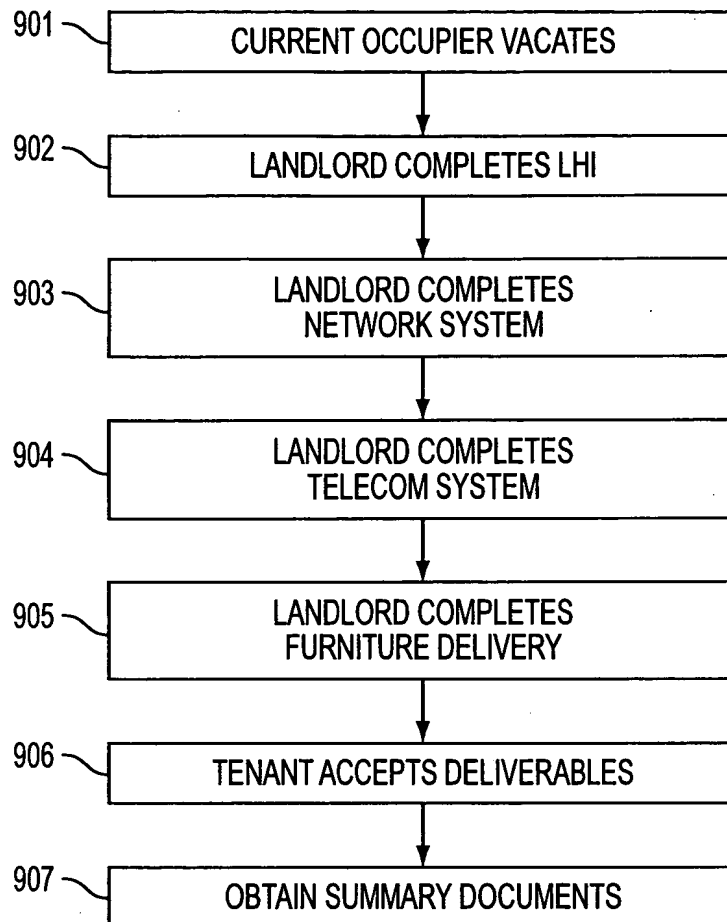 901
CURRENT OCCUPIER VACATES
902
LANDLORD COMPLETES LHI
903
LANDLORD COMPLETES
NETWORK SYSTEM
904
LANDLORD COMPLETES
TELECOM SYSTEM
905
LANDLORD COMPLETES
FURNITURE DELIVERY
906
TENANT ACCEPTS DELIVERABLES
907
OBTAIN SUMMARY DOCUMENTS